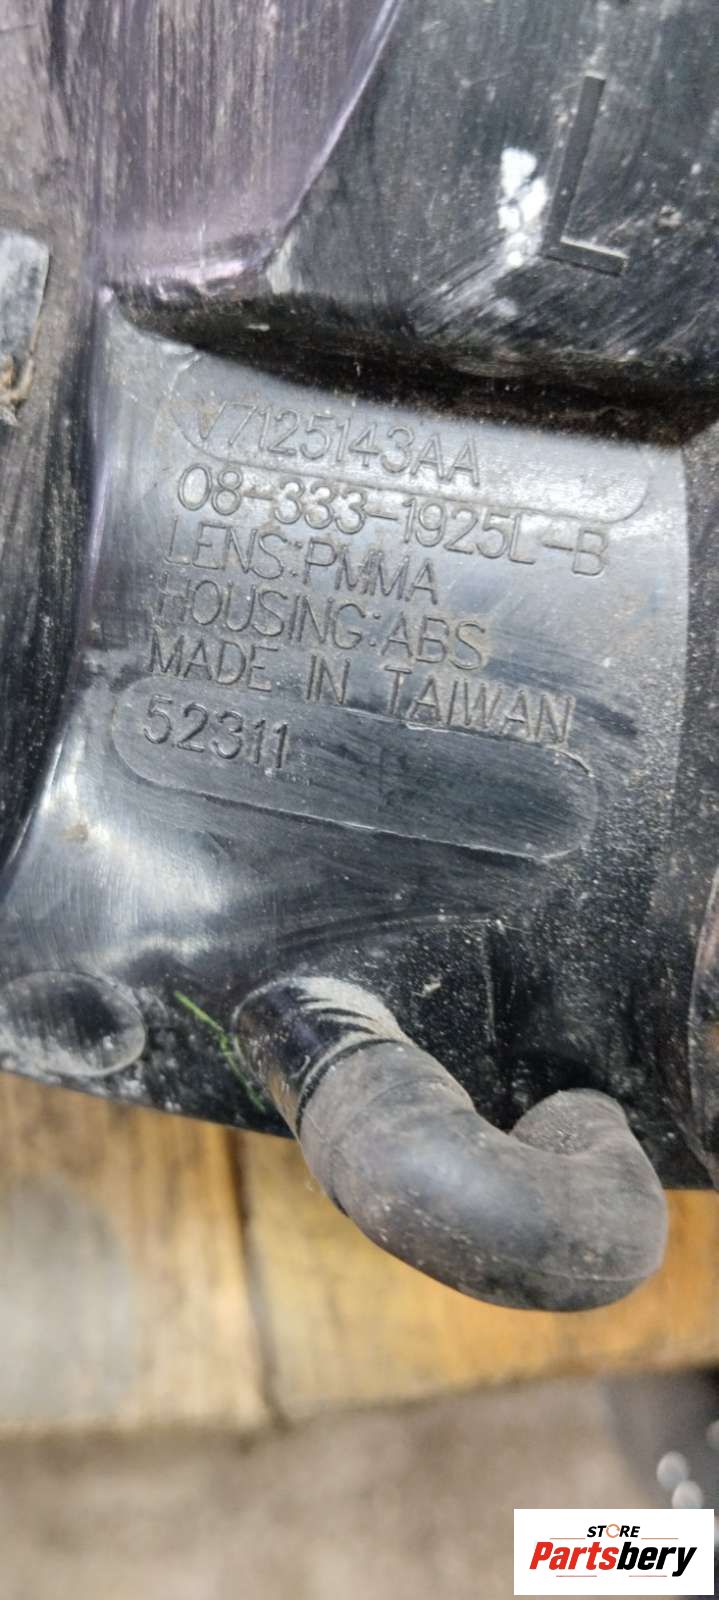 L
V7125143AA
08-333-1925L-B
LENS:PMMA
HOUSING:ABS
MADE IN TAIWAN
52311
STORE
Partsbery